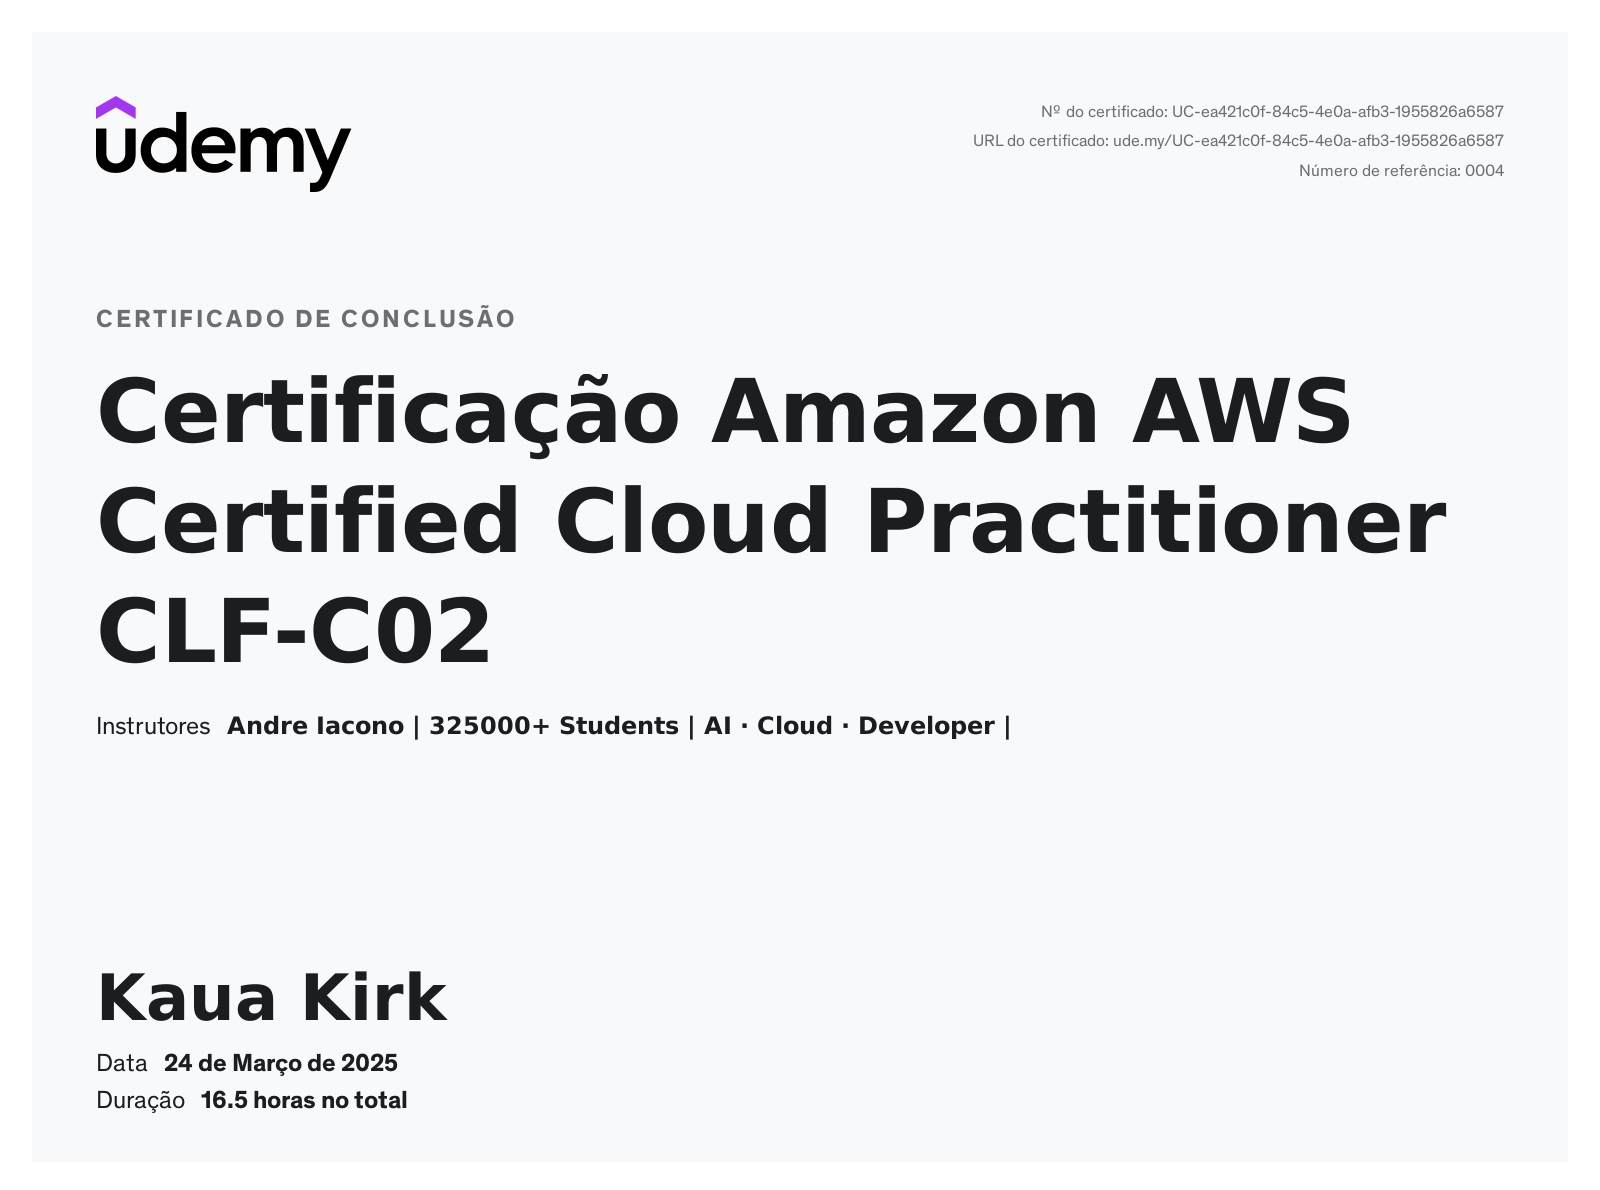 udemy
Nº do certificado: UC-ea421c0f-84c5-4e0a-afb3-1955826a6587
URL do certificado: ude.my/UC-ea421c0f-84c5-4e0a-afb3-1955826a6587
Número de referência: 0004
CERTIFICADO DE CONCLUSÃO
Certificação Amazon AWS
Certified Cloud Practitioner
CLF-C02
Instrutores Andre Iacono | 325000+ Students | AI · Cloud · Developer |
Kaua Kirk
Data 24 de Março de 2025
Duração 16.5 horas no total